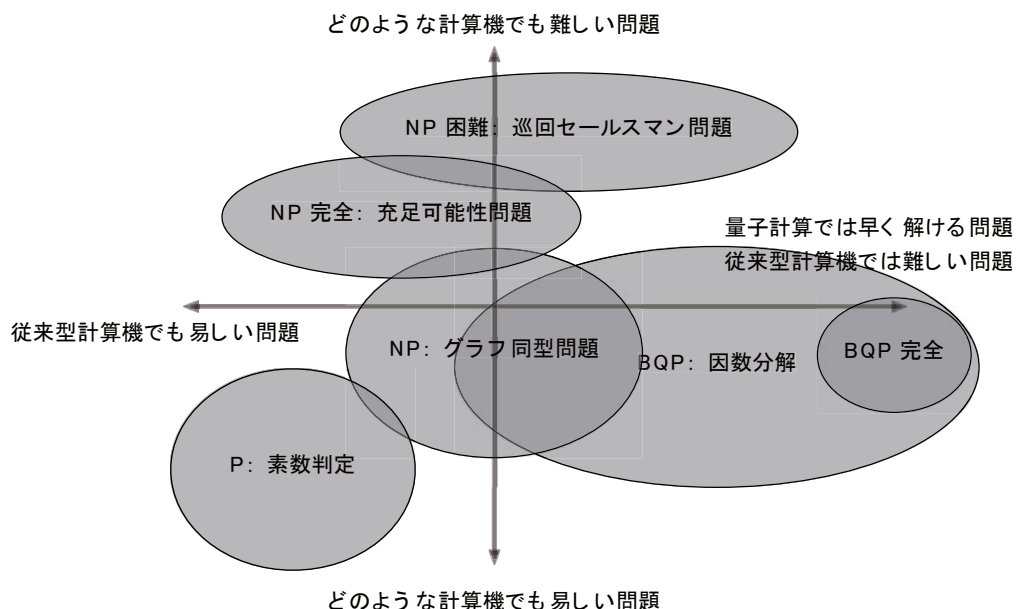 どのような計算機でも難しい問題
NP 困難: 巡回セールスマン問題
NP 完全: 充足可能性問題
量子計算では早く解ける問題
従来型計算機では難しい問題
従来型計算機でも易しい問題
NP: グラフ同型問題
BQP: 因数分解
BQP 完全
P: 素数判定
どのような計算機でも易しい問題